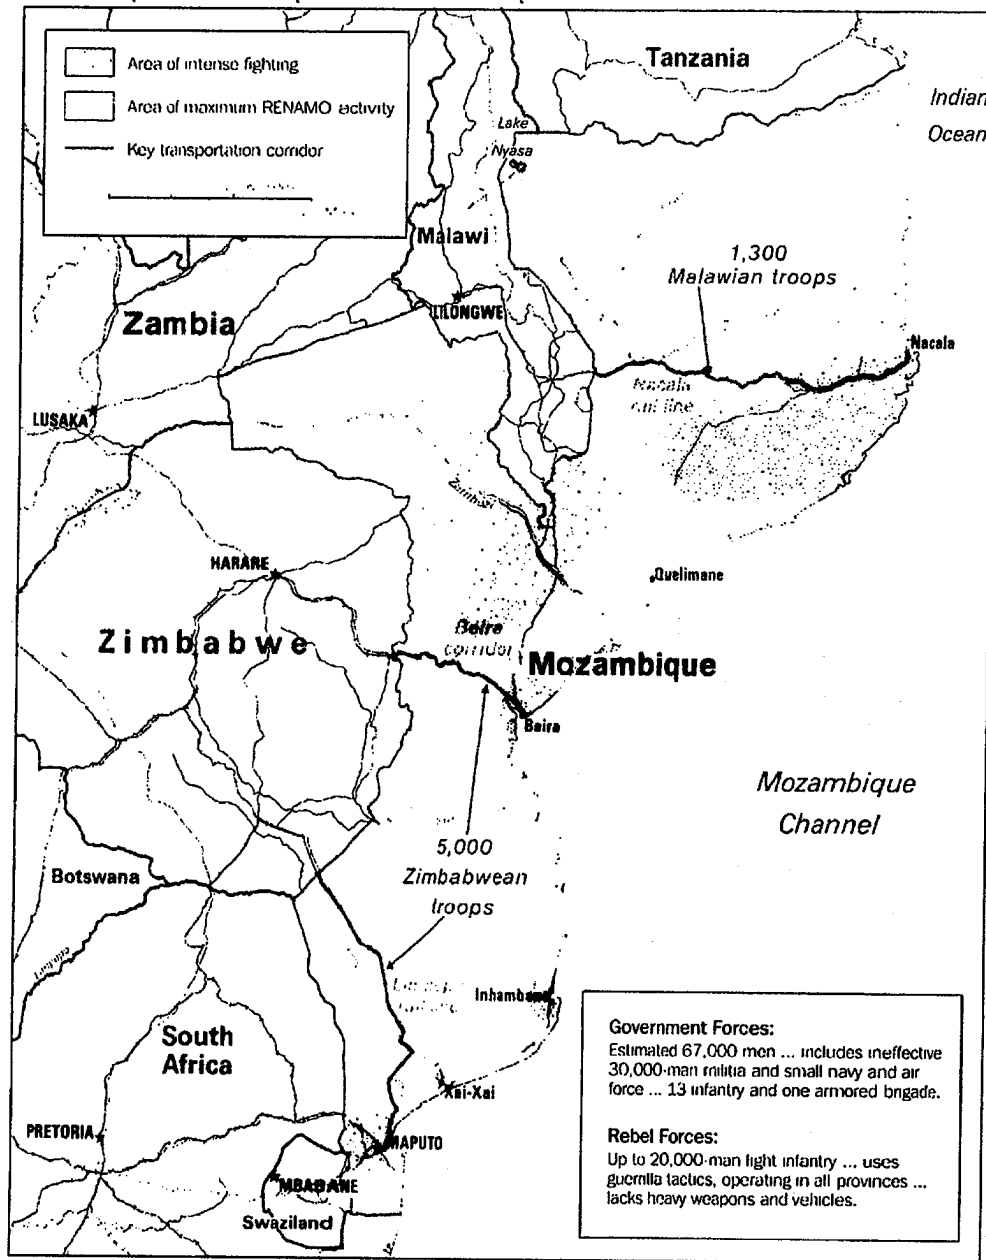 Area of intense fighting
Area of maximum RENAMO activity
Key transportation corridor
Tanzania
Indian
Ocean
Lake
Nyasa
Malawi
1,300
Malawian troops
Zambia
LILONGWE
Nacala
Nacala
rail line
LUSAKA
Zambezi
HARARE
Quelimane
Zimbabwe
Beira
corridor
Mozambique
Beira
Mozambique
Channel
5,000
Zimbabwean
troops
Botswana
Limpopo
Inhambane
South
Africa
Xai-Xai
PRETORIA
MAPUTO
MBABANE
Swaziland
Government Forces:
Estimated 67,000 men ... includes ineffective
30,000-man militia and small navy and air
force ... 13 infantry and one armored brigade.
Rebel Forces:
Up to 20,000-man light infantry ... uses
guerrilla tactics, operating in all provinces ...
lacks heavy weapons and vehicles.